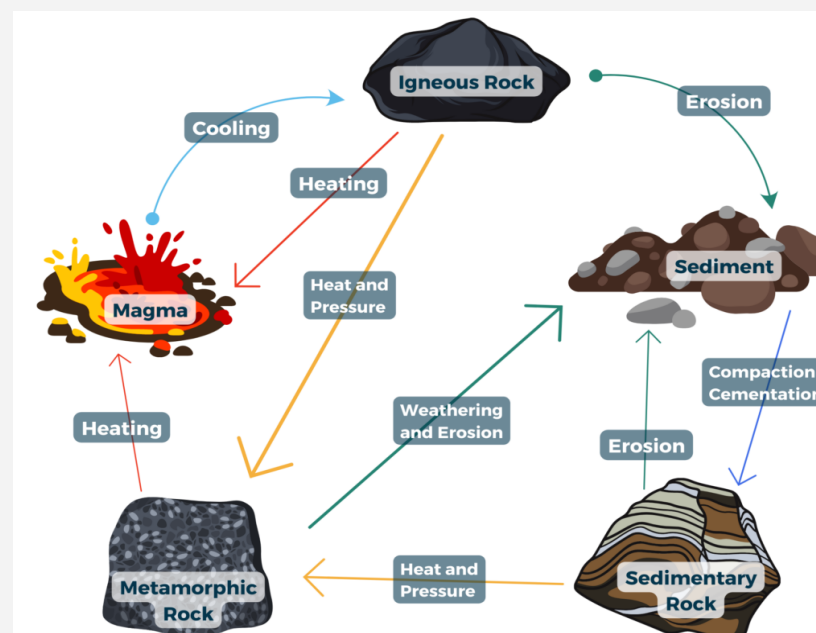 Igneous Rock
Erosion
Cooling
Heating
Sediment
Heat and
Pressure
Magma
Compaction
Cementation
Weathering
and Erosion
Heating
Erosion
Heat and
Pressure
Metamorphic
Rock
Sedimentary
Rock